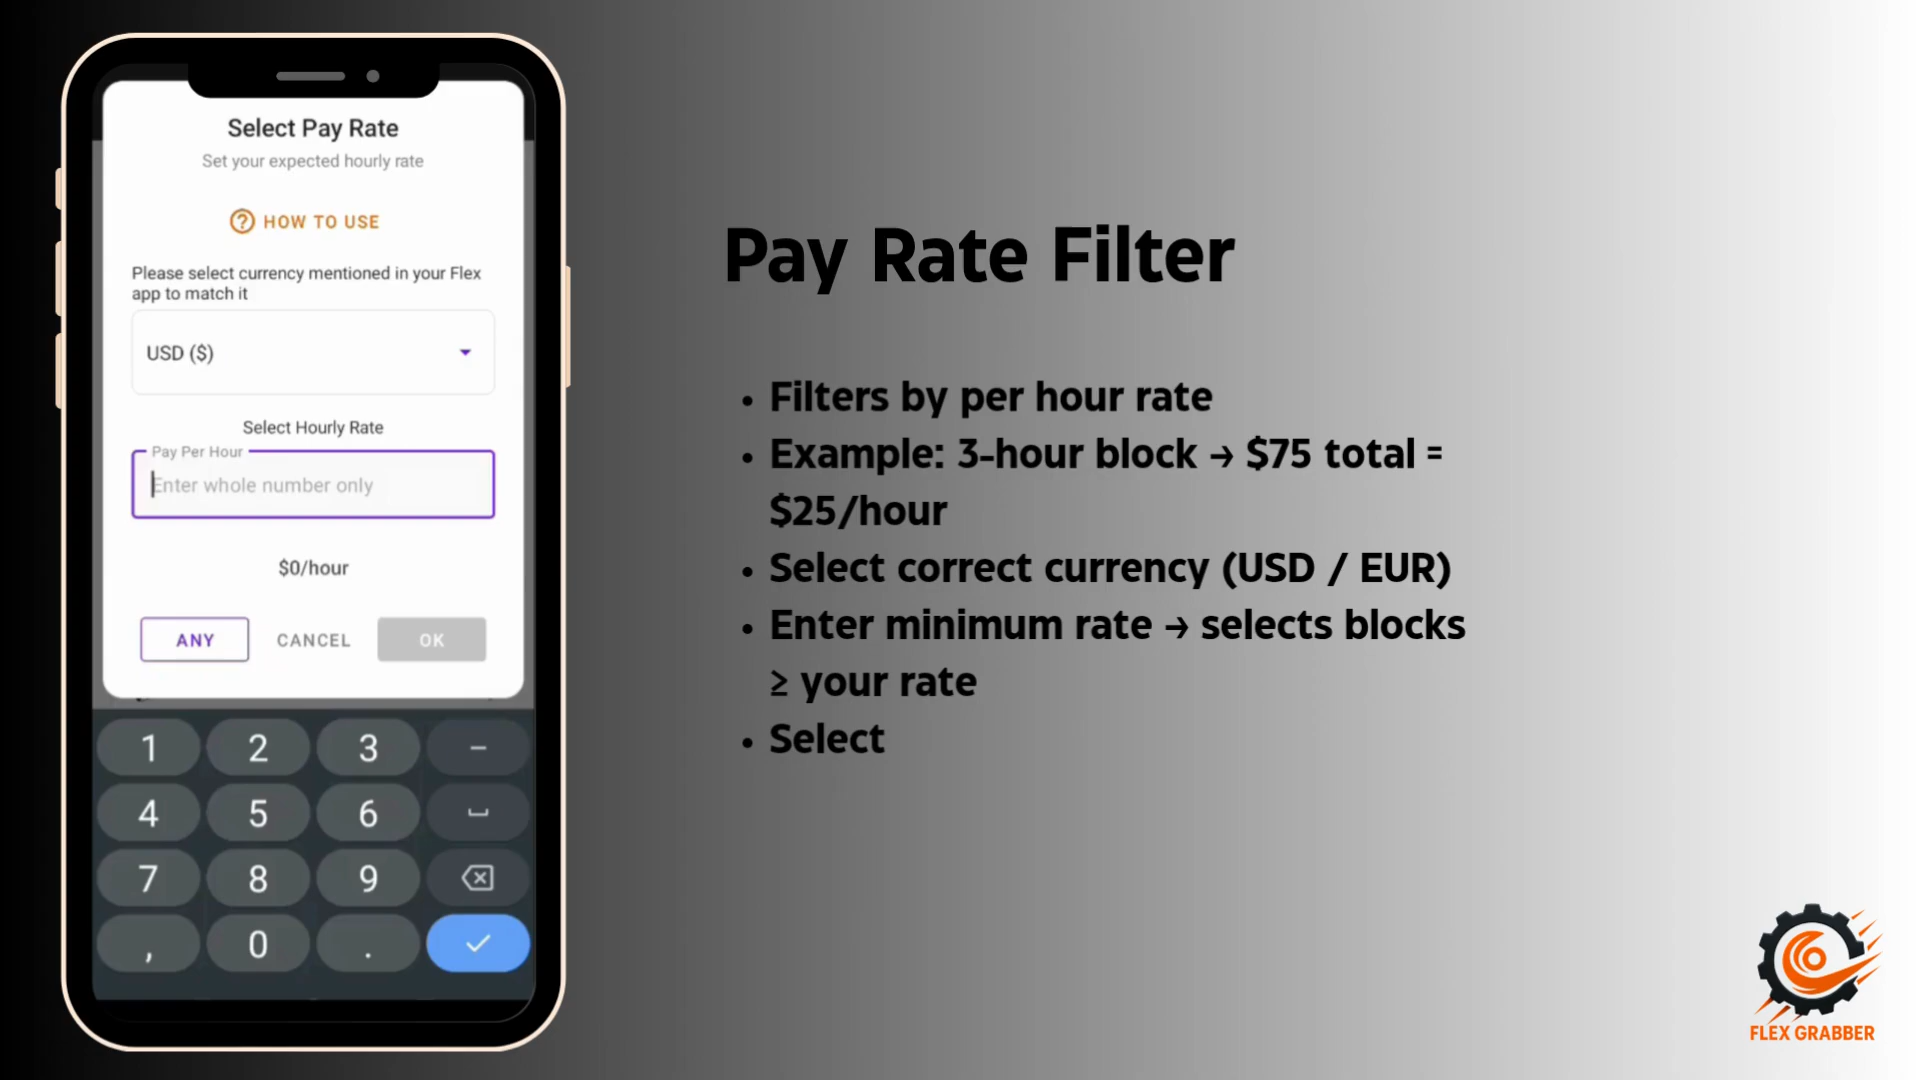 Select Pay Rate
Set your expected hourly rate
HOW TO USE
Please select currency mentioned in your Flex
app to match it
USD ($)
Select Hourly Rate
Pay Per Hour
Enter whole number only
$0/hour
ANY CANCEL OK
1 2 3 -
4 5 6
7 8 9
, 0 .
Pay Rate Filter
• Filters by per hour rate
• Example: 3-hour block → $75 total =
$25/hour
• Select correct currency (USD / EUR)
• Enter minimum rate → selects blocks
≥ your rate
• Select
FLEX GRABBER